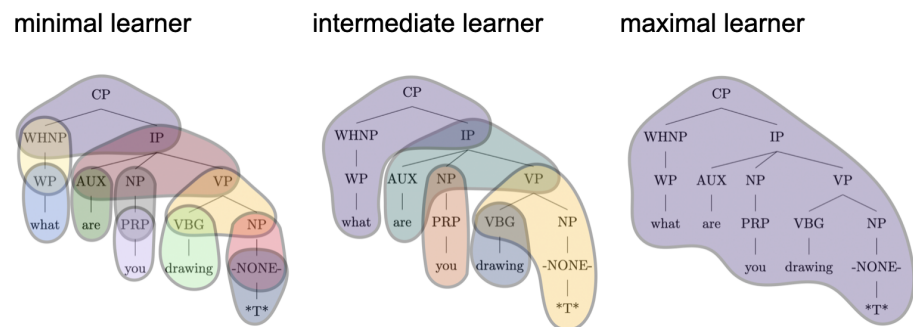 minimal learner
CP
WHNP IP
WP AUX NP VP
what are PRP VBG NP
you drawing -NONE-
*T*
intermediate learner
CP
WHNP IP
WP AUX NP VP
what are PRP VBG NP
you drawing -NONE-
*T*
maximal learner
CP
WHNP IP
WP AUX NP VP
what are PRP VBG NP
you drawing -NONE-
*T*